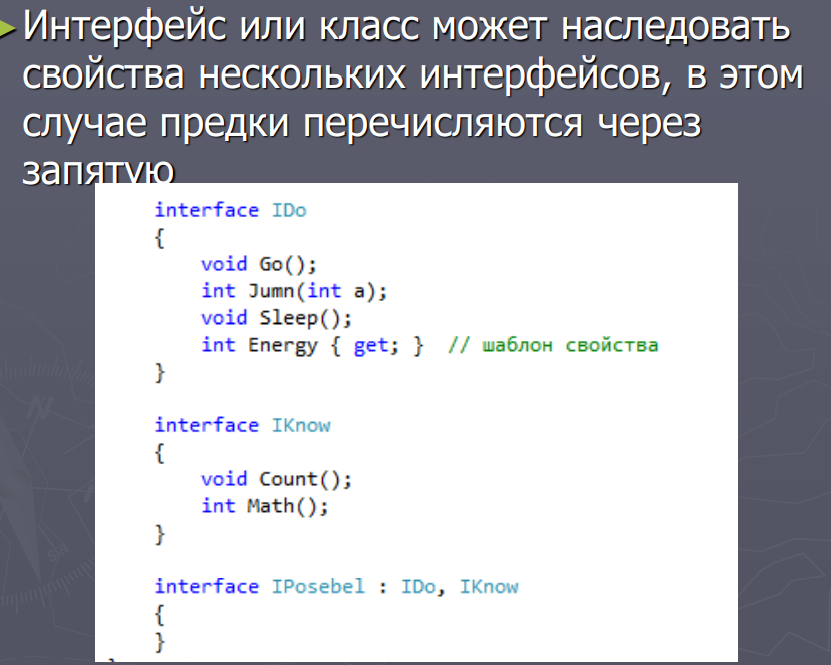 Интерфейс или класс может наследовать
свойства нескольких интерфейсов, в этом
случае предки перечисляются через
запятую
interface IDo
{
void Go();
int Jumn(int a);
void Sleep();
int Energy { get; } // шаблон свойства
}
interface IKnow
{
void Count();
int Math();
}
interface IPosebel : IDo, IKnow
{
}